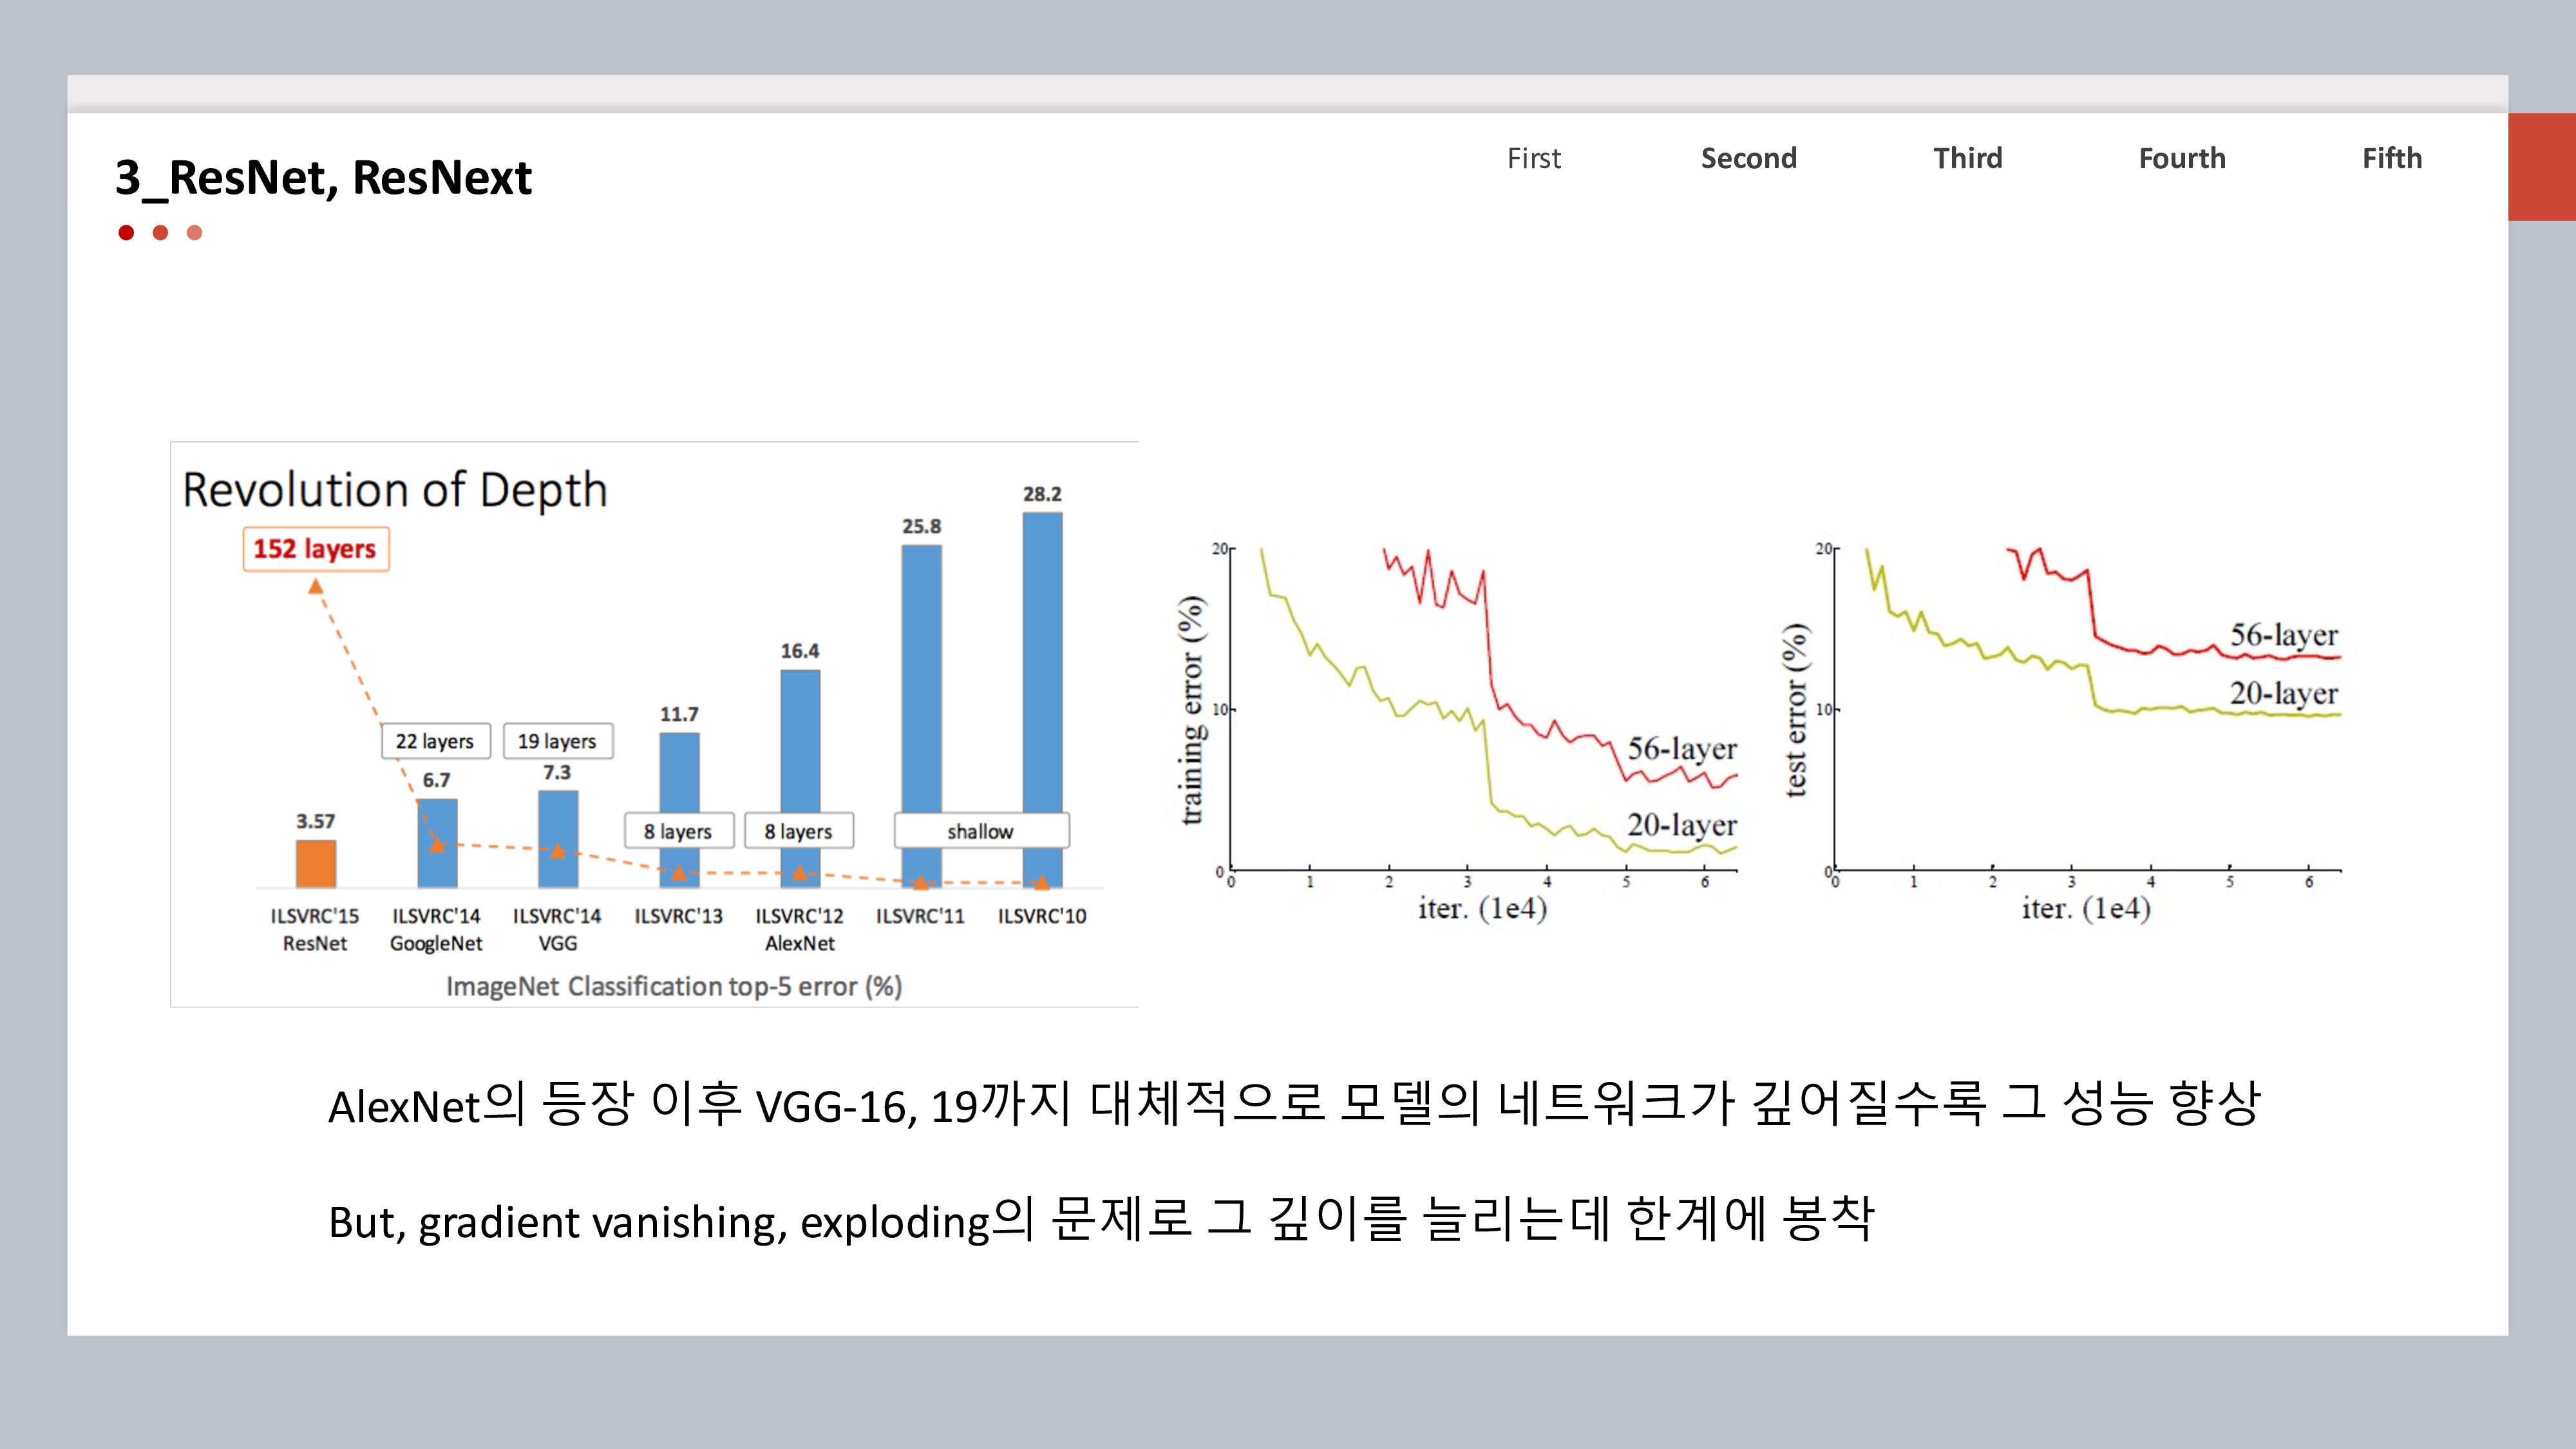 3_ResNet, ResNext
First Second Third Fourth Fifth
Revolution of Depth
28.2
25.8
152 layers
16.4
11.7
22 layers 19 layers
6.7 7.3
3.57
8 layers 8 layers shallow
ILSVRC'15 ILSVRC'14 ILSVRC'14 ILSVRC'13 ILSVRC'12 ILSVRC'11 ILSVRC'10
ResNet GoogleNet VGG AlexNet
ImageNet Classification top-5 error (%)
training error (%)
20
10
0
56-layer
20-layer
0 1 2 3 4 5 6
iter. (1e4)
test error (%)
20
10
0
56-layer
20-layer
0 1 2 3 4 5 6
iter. (1e4)
AlexNet의 등장 이후 VGG-16, 19까지 대체적으로 모델의 네트워크가 깊어질수록 그 성능 향상
But, gradient vanishing, exploding의 문제로 그 깊이를 늘리는데 한계에 봉착